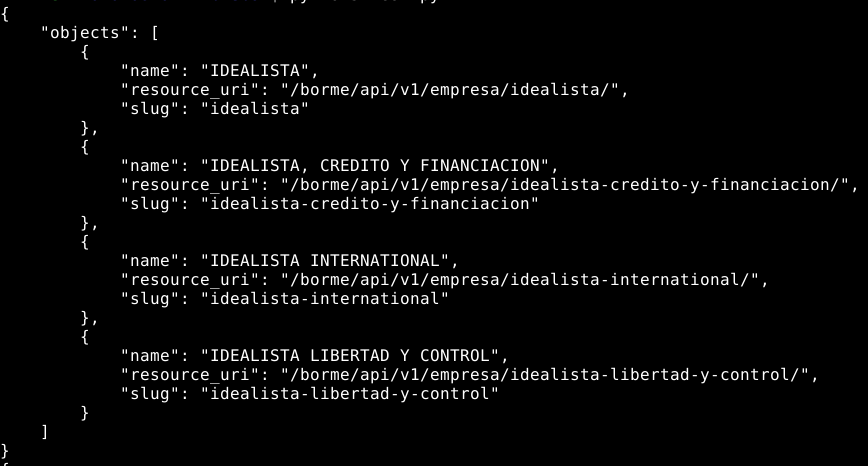 {
    "objects": [
        {
            "name": "IDEALISTA",
            "resource_uri": "/borme/api/v1/empresa/idealista/",
            "slug": "idealista"
        },
        {
            "name": "IDEALISTA, CREDITO Y FINANCIACION",
            "resource_uri": "/borme/api/v1/empresa/idealista-credito-y-financiacion/",
            "slug": "idealista-credito-y-financiacion"
        },
        {
            "name": "IDEALISTA INTERNATIONAL",
            "resource_uri": "/borme/api/v1/empresa/idealista-international/",
            "slug": "idealista-international"
        },
        {
            "name": "IDEALISTA LIBERTAD Y CONTROL",
            "resource_uri": "/borme/api/v1/empresa/idealista-libertad-y-control/",
            "slug": "idealista-libertad-y-control"
        }
    ]
}